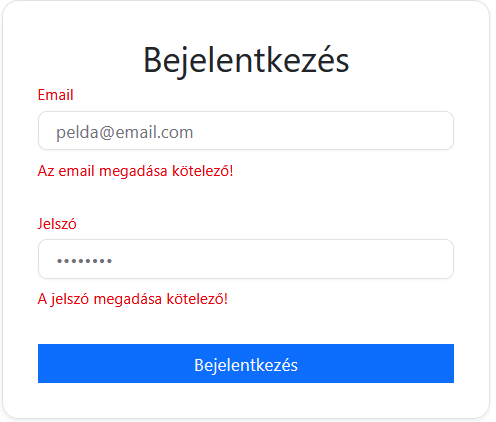 Bejelentkezés
Email
pelda@email.com
Az email megadása kötelező!
Jelszó
••••••••
A jelszó megadása kötelező!
Bejelentkezés